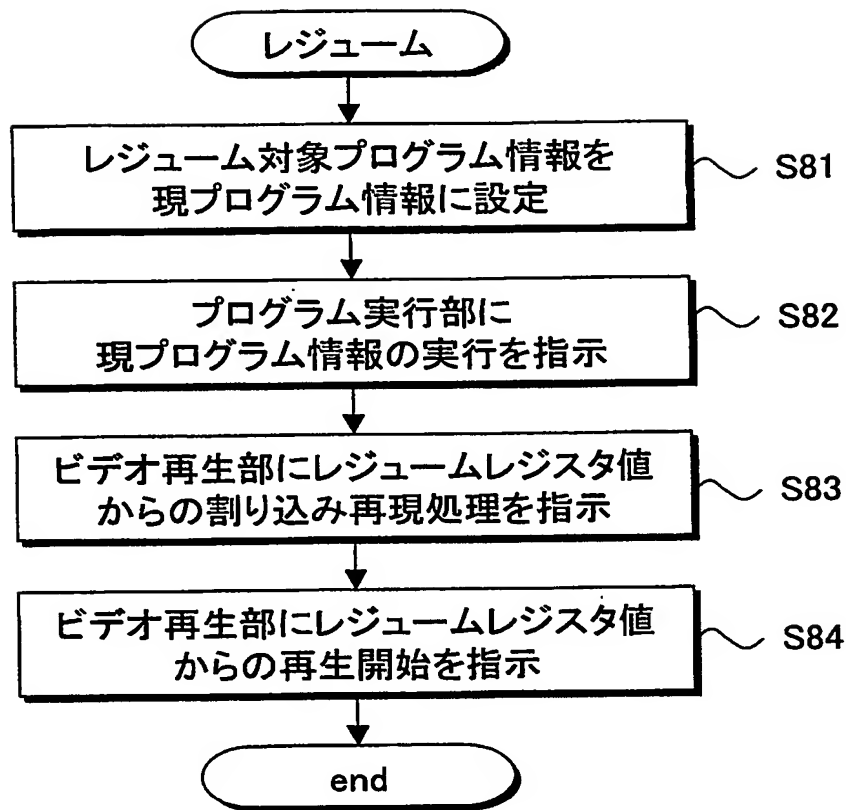 レジューム
レジューム対象プログラム情報を
現プログラム情報に設定
S81
プログラム実行部に
現プログラム情報の実行を指示
S82
ビデオ再生部にレジュームレジスタ値
からの割り込み再現処理を指示
S83
ビデオ再生部にレジュームレジスタ値
からの再生開始を指示
S84
end